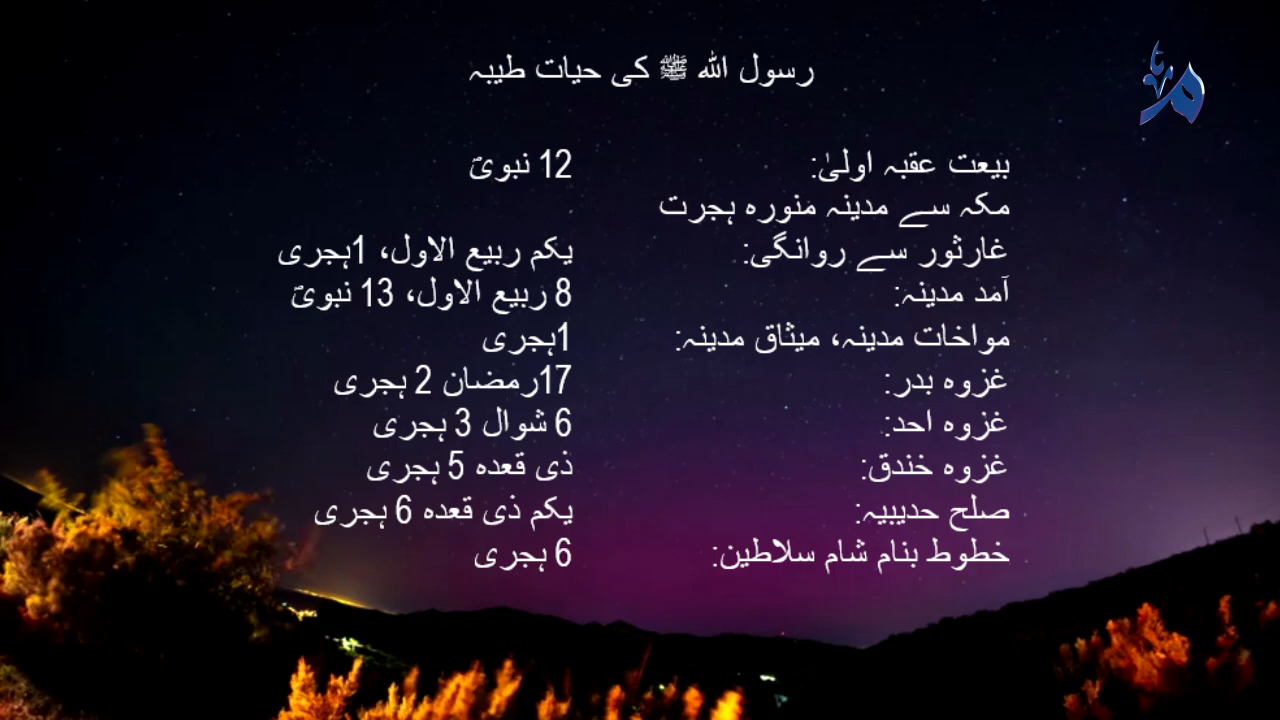 رسول اللہ ﷺ کی حیات طیبہ
بیعت عقبہ اولیٰ: 12 نبویؐ
مکہ سے مدینہ منورہ ہجرت
غارثور سے روانگی: یکم ربیع الاول، 1ہجری
آمد مدینہ: 8 ربیع الاول، 13 نبویؐ
مواخات مدینہ، میثاق مدینہ: 1ہجری
غزوہ بدر: 17رمضان 2 ہجری
غزوہ احد: 6 شوال 3 ہجری
غزوہ خندق: ذی قعدہ 5 ہجری
صلح حدیبیہ: یکم ذی قعدہ 6 ہجری
خطوط بنام شام سلاطین: 6 ہجری